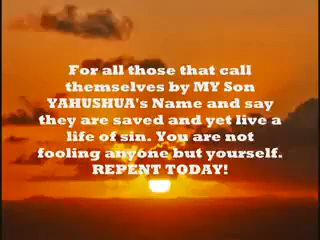 For all those that call
themselves by MY Son
YAHUSHUA's Name and say
they are saved and yet live a
life of sin. You are not
fooling anyone but yourself.
REPENT TODAY!